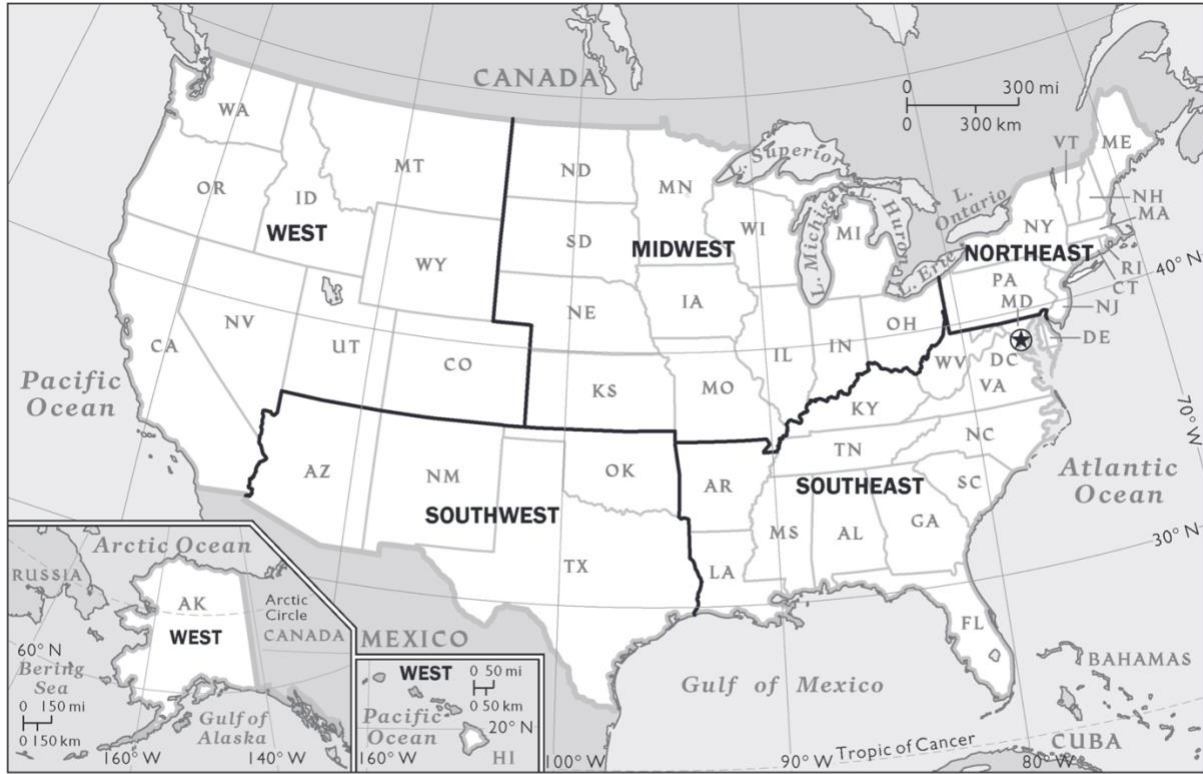 CANADA
0 300 mi
0 300 km
WA
MT
ND
MN
L. Superior
VT
ME
OR
ID
WEST
SD
MIDWEST
WI
L. Michigan
MI
L. Huron
L. Ontario
NY
NH
MA
NORTHEAST
WY
L. Erie
RI
CT
40° N
PA
MD
NJ
IA
NE
OH
DE
NV
UT
CO
CA
IL
IN
WV
DC
VA
KS
MO
KY
Pacific
Ocean
70° W
TN
NC
AZ
NM
OK
AR
SOUTHWEST
SOUTHEAST
SC
Atlantic
Ocean
MS
AL
GA
30° N
TX
LA
Arctic Ocean
RUSSIA
AK
Arctic
Circle
CANADA
WEST
60° N
Bering
Sea
0 150 mi
0 150 km
Gulf of
Alaska
160° W
140° W
MEXICO
WEST
0 50 mi
0 50 km
Pacific
Ocean
20° N
HI
160° W
FL
BAHAMAS
Gulf of Mexico
CUBA
Tropic of Cancer
100° W
90° W
80° W